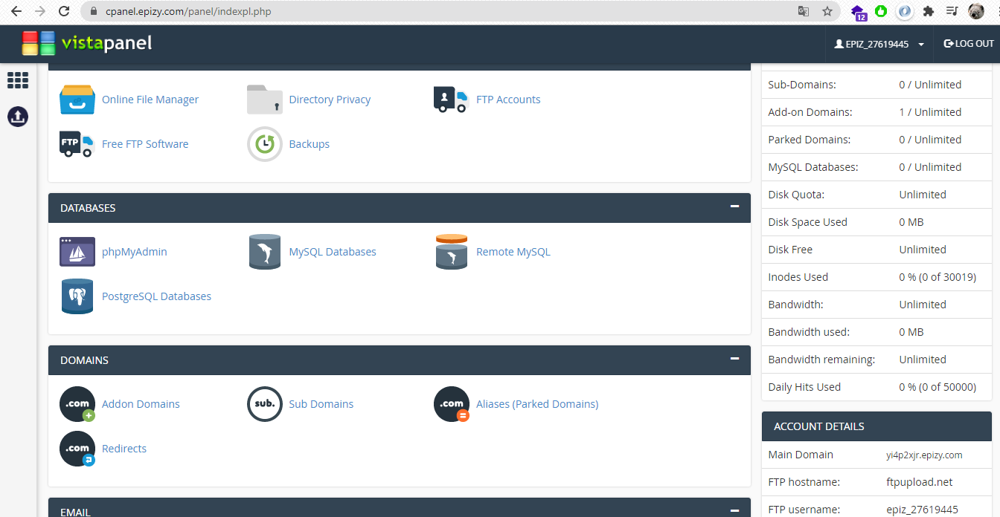 cpanel.epizy.com/panel/indexpl.php
12
vistapanel
EPIZ_27619445
LOG OUT
Online File Manager
Directory Privacy
FTP Accounts
FTP
Free FTP Software
Backups
DATABASES
phpMyAdmin
MySQL Databases
Remote MySQL
PostgreSQL Databases
DOMAINS
.com
Addon Domains
sub.
Sub Domains
.com
Aliases (Parked Domains)
.com
Redirects
EMAIL
Sub-Domains: 0 / Unlimited
Add-on Domains: 1 / Unlimited
Parked Domains: 0 / Unlimited
MySQL Databases: 0 / Unlimited
Disk Quota: Unlimited
Disk Space Used 0 MB
Disk Free Unlimited
Inodes Used 0 % (0 of 30019)
Bandwidth: Unlimited
Bandwidth used: 0 MB
Bandwidth remaining: Unlimited
Daily Hits Used 0 % (0 of 50000)
ACCOUNT DETAILS
Main Domain yi4p2xjr.epizy.com
FTP hostname: ftpupload.net
FTP username: epiz_27619445